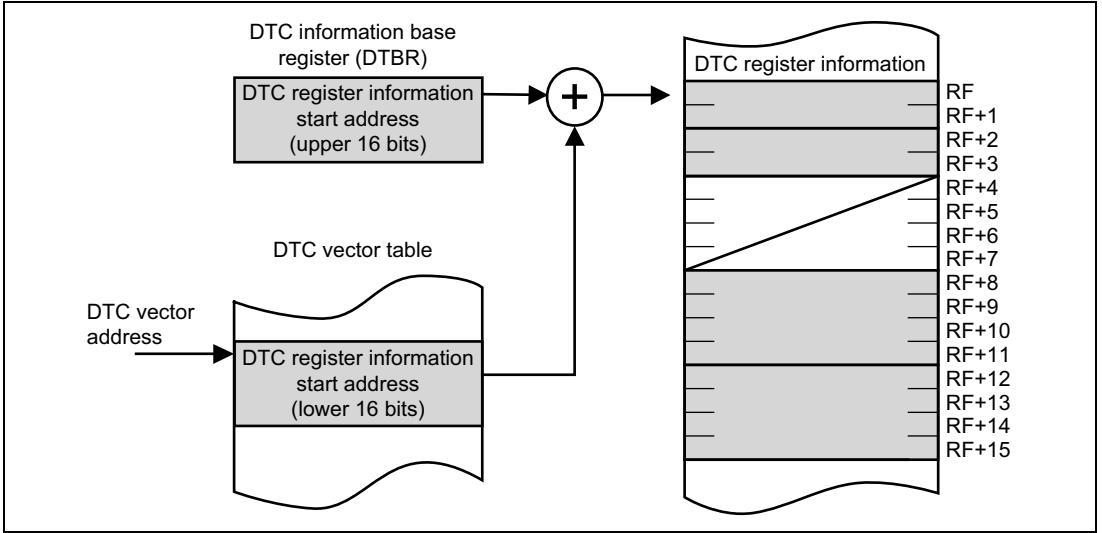 DTC information base
register (DTBR)
DTC register information
start address
(upper 16 bits)
+
DTC vector table
DTC vector
address
DTC register information
start address
(lower 16 bits)
DTC register information
RF
RF+1
RF+2
RF+3
RF+4
RF+5
RF+6
RF+7
RF+8
RF+9
RF+10
RF+11
RF+12
RF+13
RF+14
RF+15